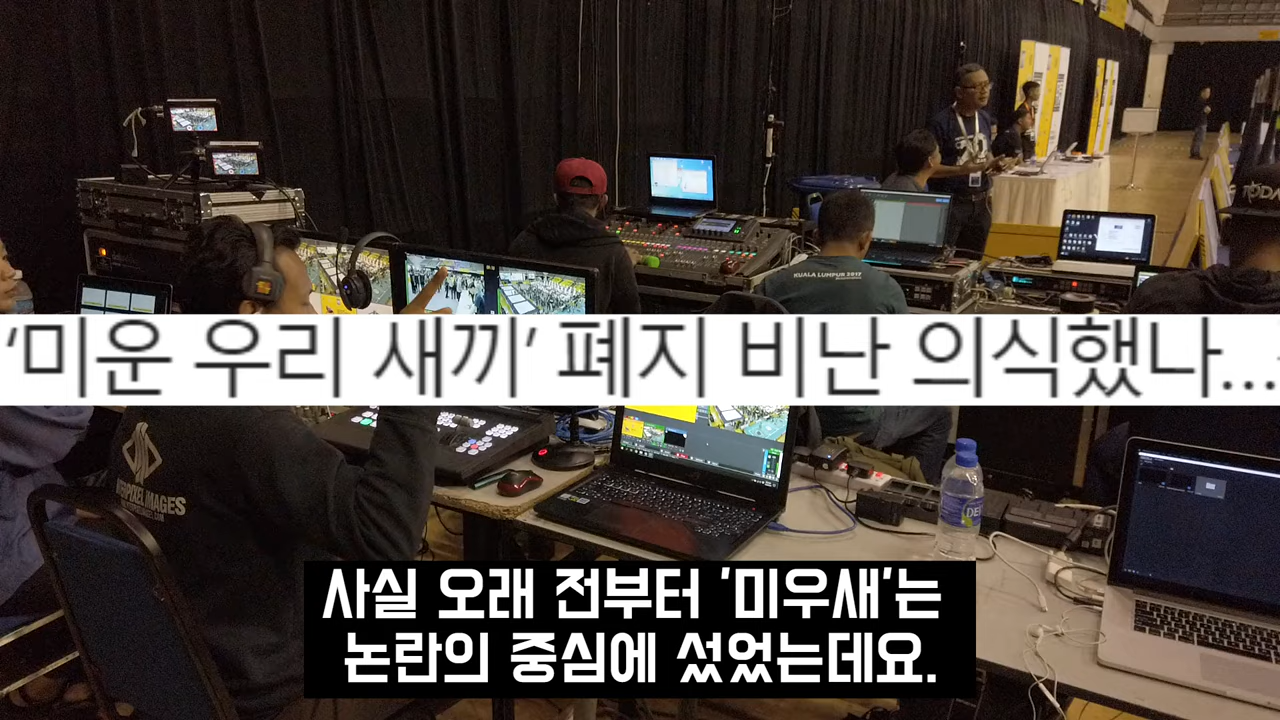 KUALA LUMPUR 2017
'미운 우리 새끼' 폐지 비난 의식했나...
사실 오래 전부터 '미우새'는
논란의 중심에 섰었는데요.